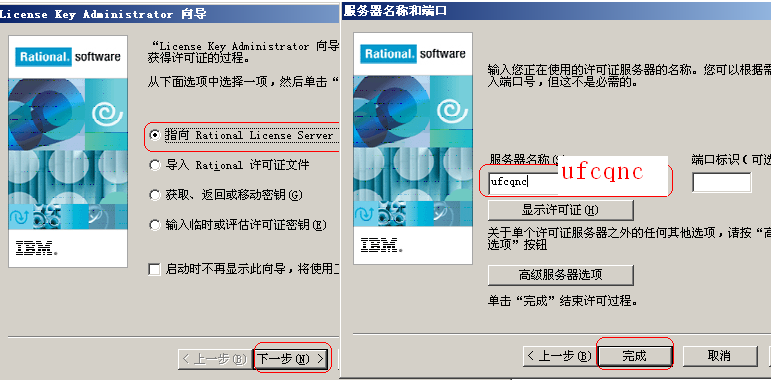 License Key Administrator 向导
Rational. software
IBM.
“License Key Administrator 向导
获得许可证的过程。
从下面选项中选择一项，然后单击“
指向 Rational License Server
导入 Rational 许可证文件
获取、返回或移动密钥(G)
输入临时或评估许可证密钥(E)
启动时不再显示此向导，将使用
< 上一步(B)
下一步(N) >
服务器名称和端口
Rational. software
IBM.
输入您正在使用的许可证服务器的名称。您可以根据需
入端口号，但这不是必需的。
服务器名称(S
端口标识(可选
ufcqnc
ufcqnc
显示许可证(H)
关于单个许可证服务器之外的任何其他选项，请按“高
选项”按钮
高级服务器选项
单击“完成”结束许可过程。
< 上一步(B)
完成
取消